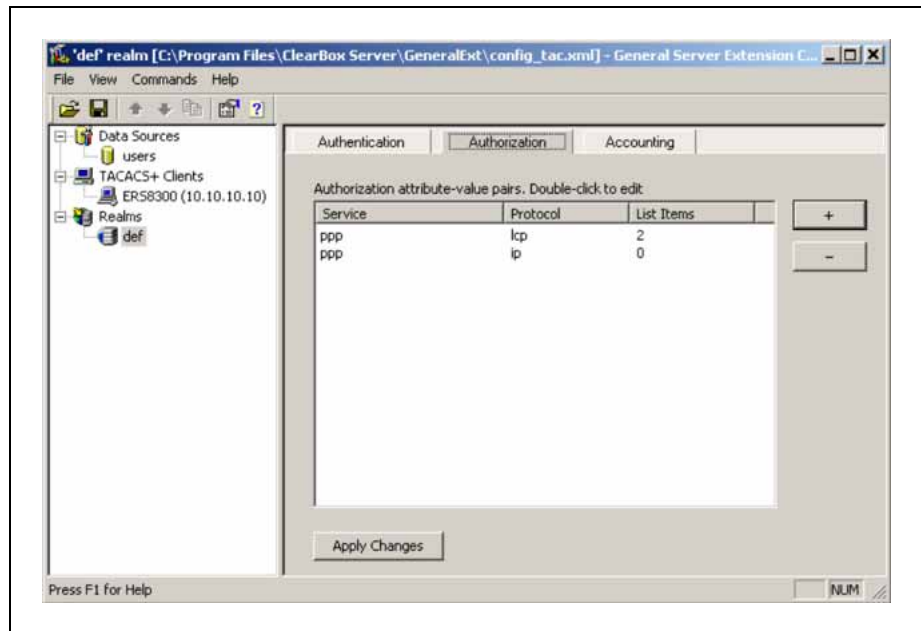 'def' realm [C:\Program Files\ClearBox Server\GeneralExt\config_tac.xml] - General Server Extension C...
File View Commands Help
Data Sources
users
TACACS+ Clients
ERS8300 (10.10.10.10)
Realms
def
Authentication Authorization Accounting
Authorization attribute-value pairs. Double-click to edit
Service Protocol List Items
ppp lcp 2
ppp ip 0
+
-
Apply Changes
Press F1 for Help NUM